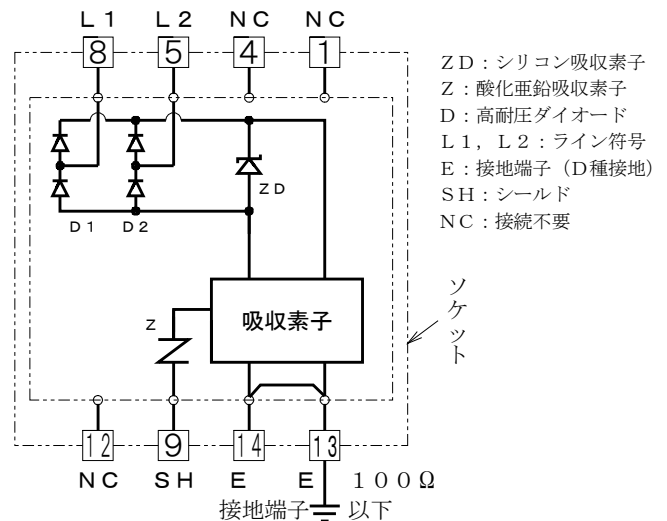 L1 L2 NC NC
8 5 4 1
ZD：シリコン吸収素子
Z：酸化亜鉛吸収素子
D：高耐圧ダイオード
L1，L2：ライン符号
E：接地端子（D種接地）
SH：シールド
NC：接続不要
ZD
D1 D2
Z
吸収素子
ソケット
12 9 14 13
NC SH E E 100Ω
接地端子 以下